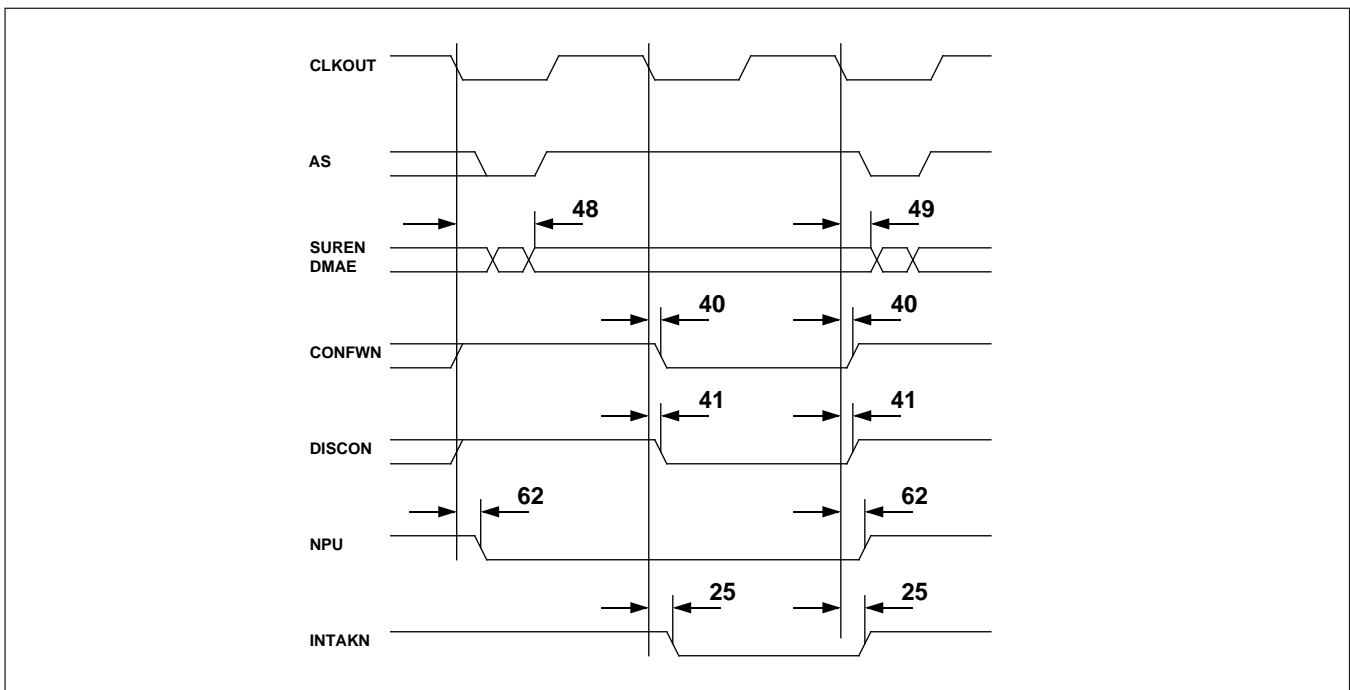 CLKOUT
AS
48
49
SUREN
DMAE
40
40
CONFWN
41
41
DISCON
62
62
NPU
25
25
INTAKN